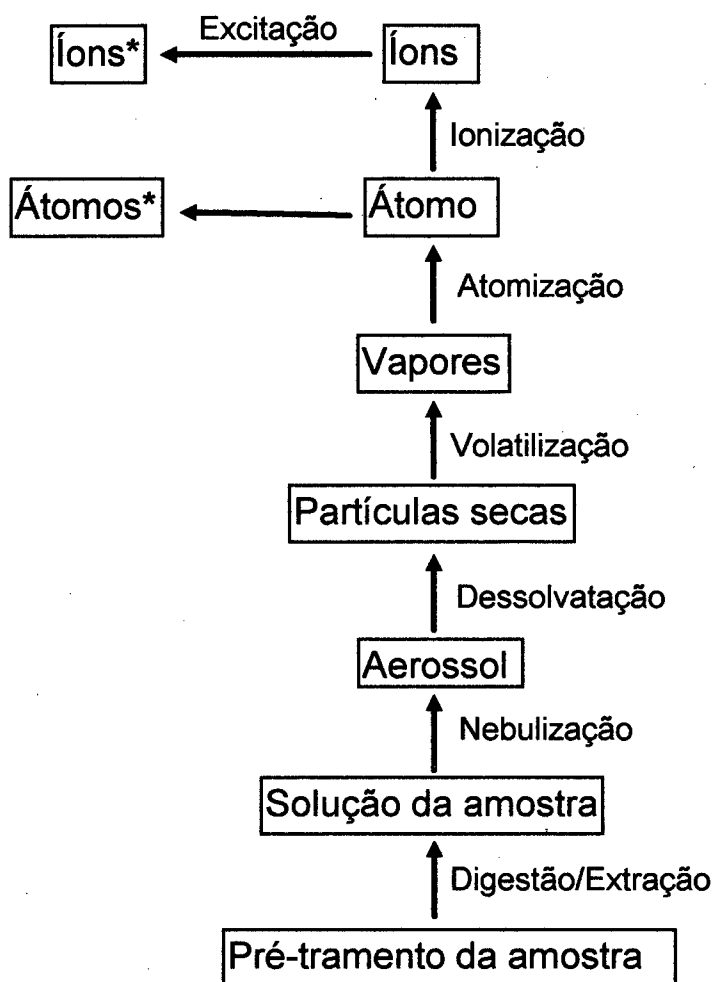 Excitação
Íons*
Íons
Ionização
Átomos*
Átomo
Atomização
Vapores
Volatilização
Partículas secas
Dessolvatação
Aerossol
Nebulização
Solução da amostra
Digestão/Extração
Pré-tramento da amostra